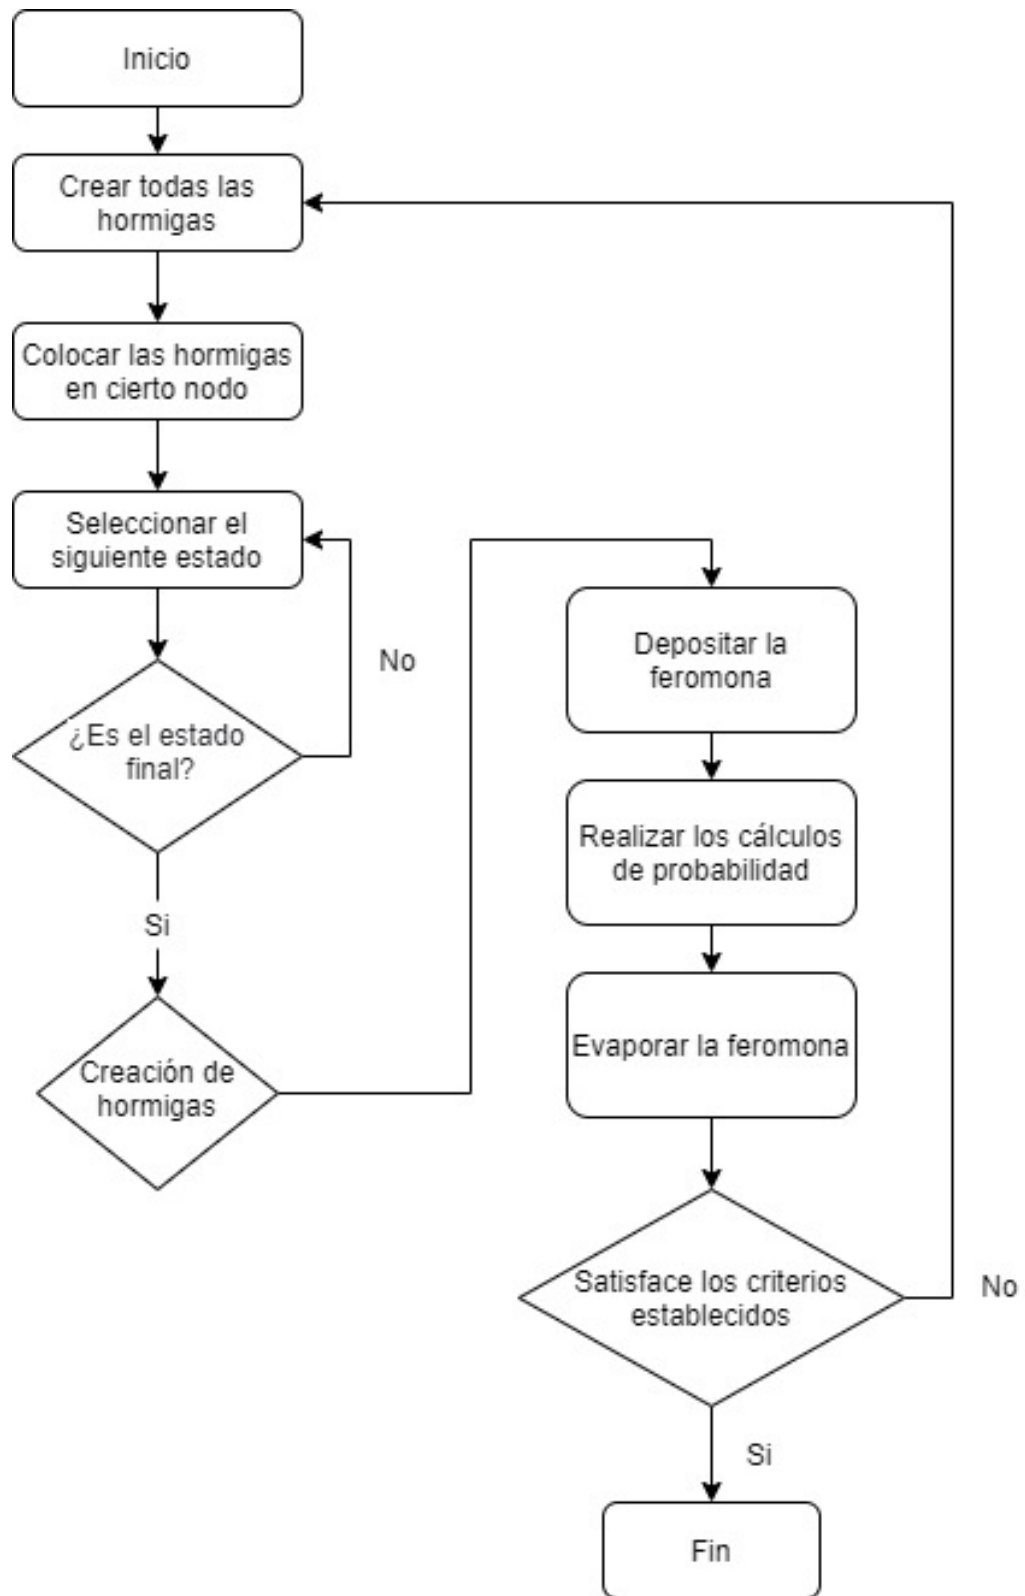 Inicio
Crear todas las
hormigas
Colocar las hormigas
en cierto nodo
Seleccionar el
siguiente estado
No
¿Es el estado
final?
Si
Creación de
hormigas
Depositar la
feromona
Realizar los cálculos
de probabilidad
Evaporar la feromona
Satisface los criterios
establecidos
No
Si
Fin